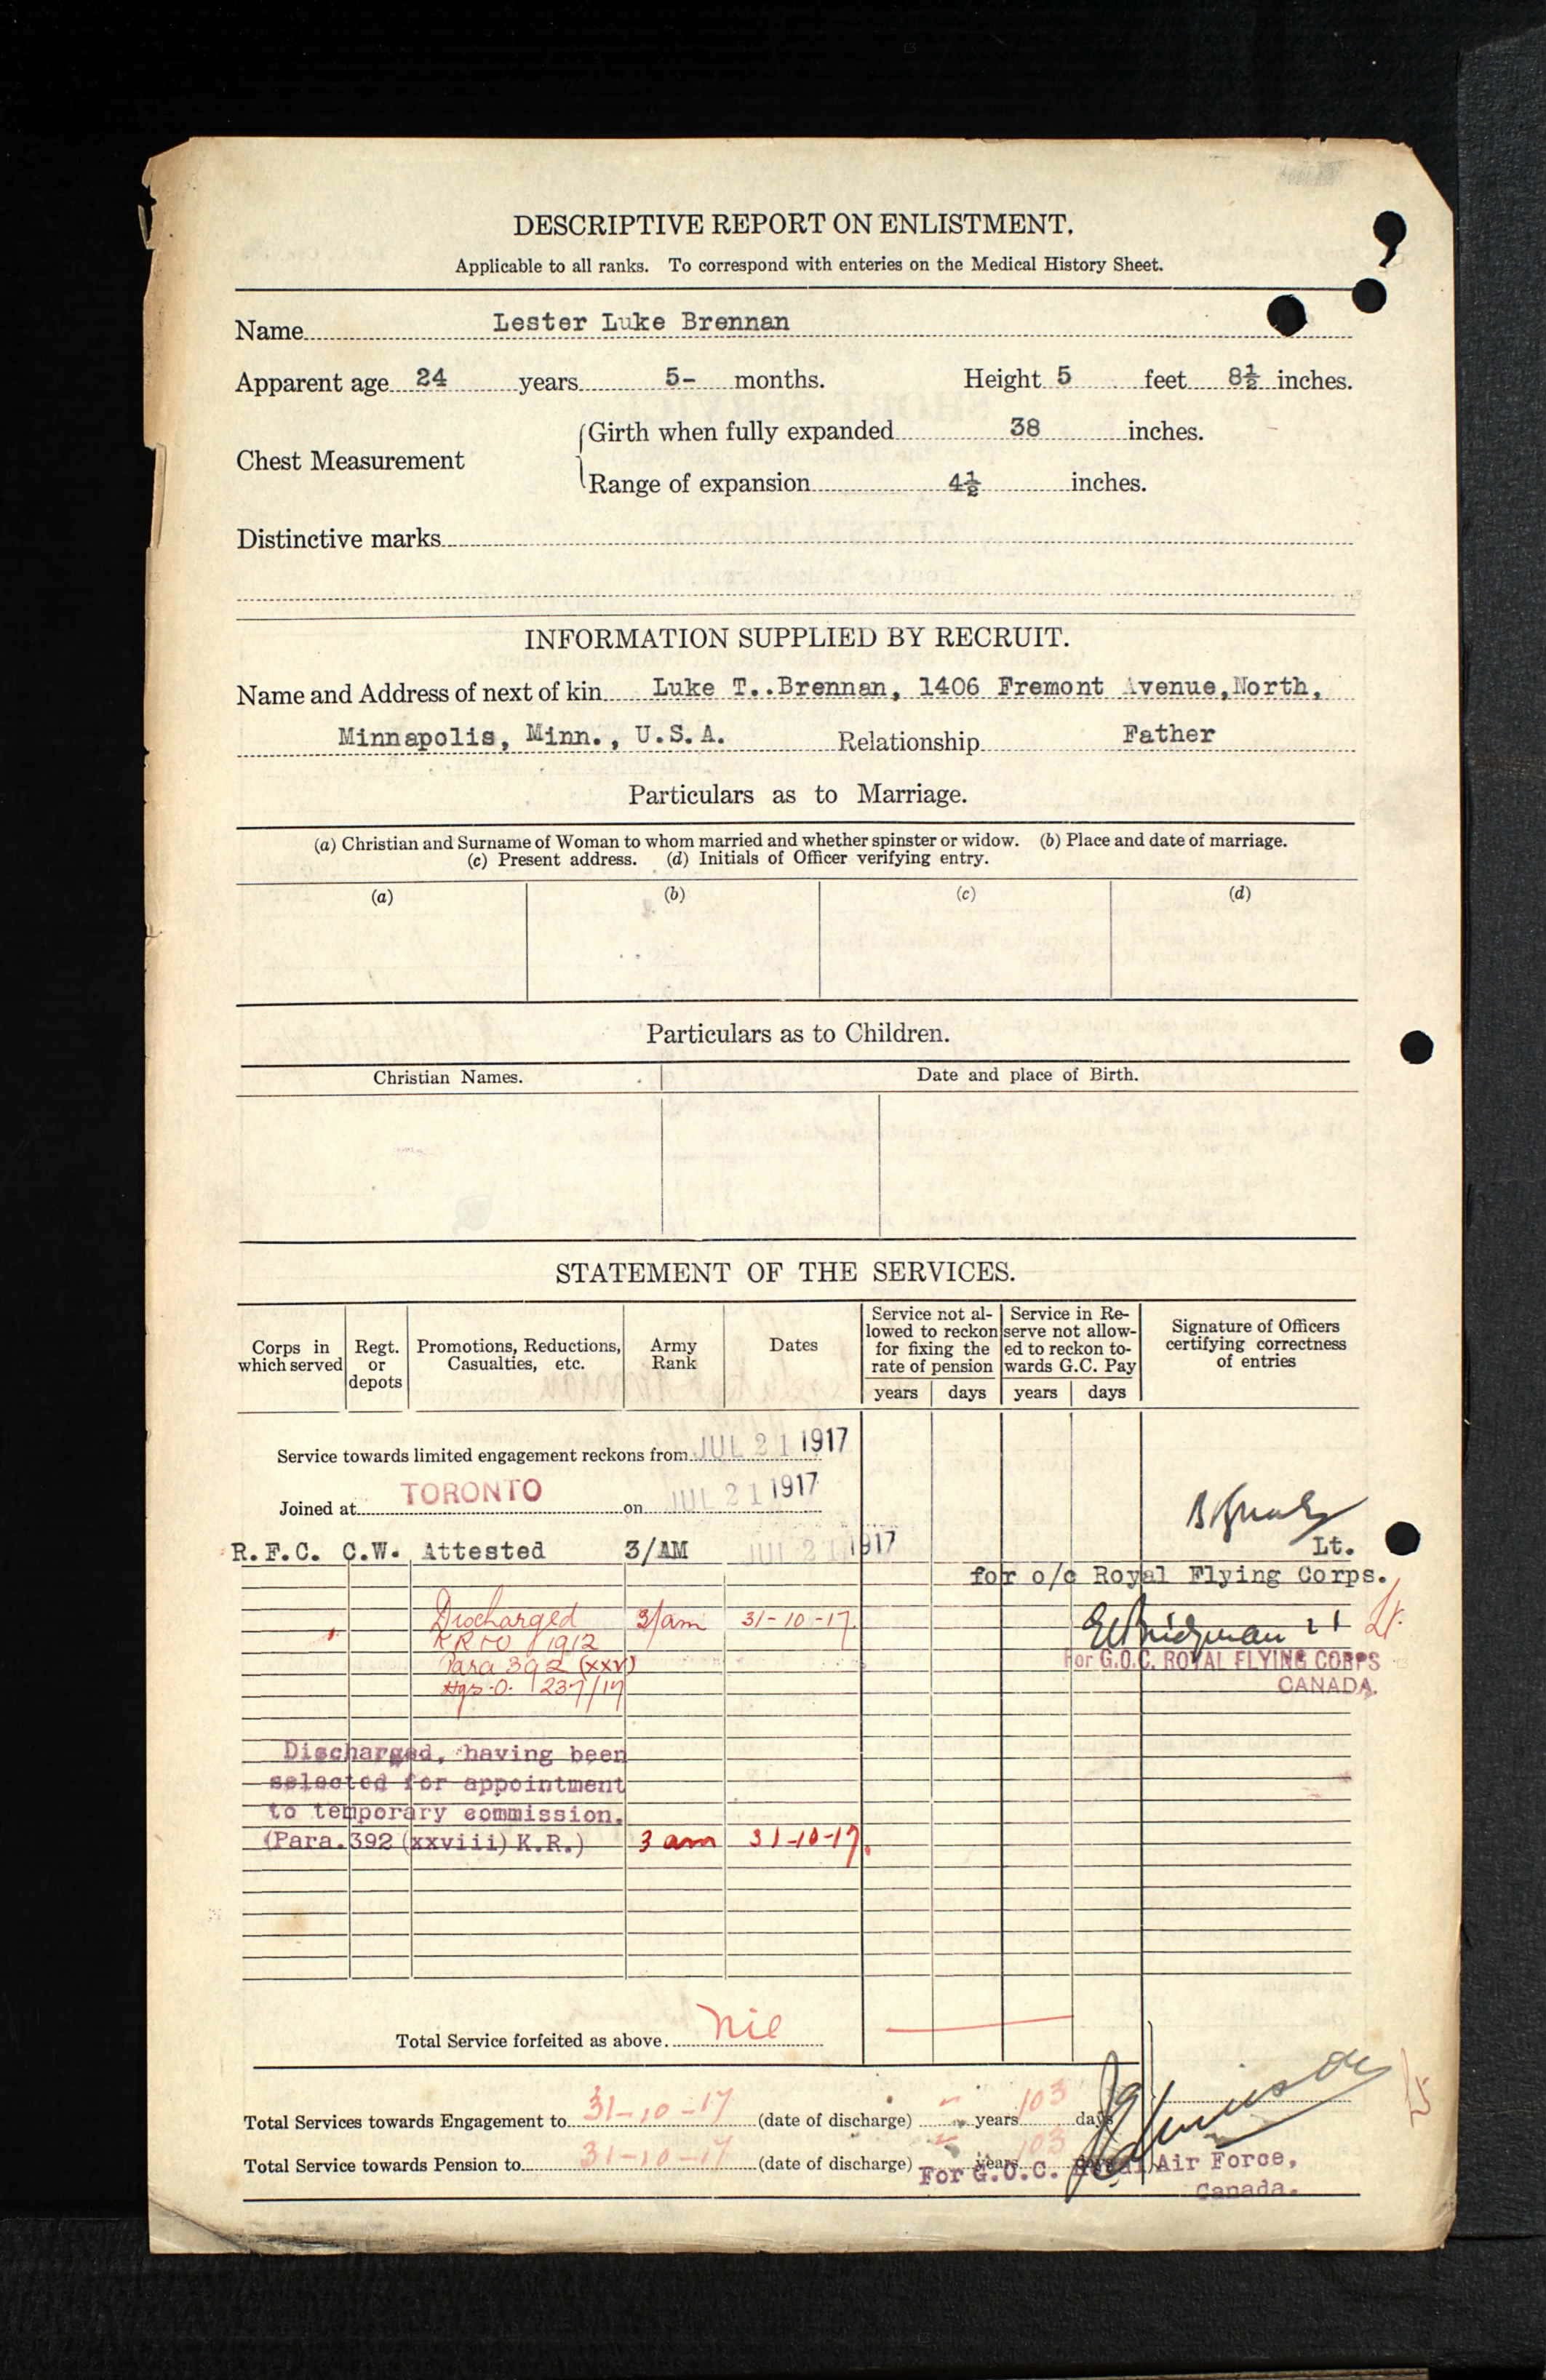 DESCRIPTIVE REPORT ON ENLISTMENT.
Applicable to all ranks. To correspond with enteries on the Medical History Sheet.
Name Lester Luke Brennan
Apparent age 24 years 5- months. Height 5 feet 8½ inches.
Girth when fully expanded 38 inches.
Chest Measurement
Range of expansion 4½ inches.
Distinctive marks
INFORMATION SUPPLIED BY RECRUIT.
Name and Address of next of kin Luke T..Brennan, 1406 Fremont Avenue,North,
Minnapolis, Minn., U.S.A. Relationship Father
Particulars as to Marriage.
(a) Christian and Surname of Woman to whom married and whether spinster or widow. (b) Place and date of marriage.
(c) Present address. (d) Initials of Officer verifying entry.
(a) (b) (c) (d)
Particulars as to Children.
Christian Names. Date and place of Birth.
STATEMENT OF THE SERVICES.
Corps in which served
Regt. or depots
Promotions, Reductions, Casualties, etc.
Army Rank
Dates
Service not allowed to reckon for fixing the rate of pension
Service in Reserve not allowed to reckon towards G.C. Pay
Signature of Officers certifying correctness of entries
years days years days
Service towards limited engagement reckons from JUL 21 1917
Joined at TORONTO on JUL 21 1917
R.F.C. C.W. Attested 3/AM JUL 21 1917 Lt.
for o/c Royal Flying Corps.
Discharged 3/am 31-10-17 Lt.
KRTO 1912
Para 392 (xxv) For G.O.C. ROYAL FLYING CORPS
Hqs.O. 237/17 CANADA.
Discharged, having been
selected for appointment
to temporary commission.
(Para.392(xxviii)K.R.) 3 am 31-10-17.
Total Service forfeited as above. Nil
Total Services towards Engagement to 31-10-17 (date of discharge) years 103 days
Total Service towards Pension to 31-10-17 (date of discharge) years 103
For G.O.C. Royal Air Force,
Canada.